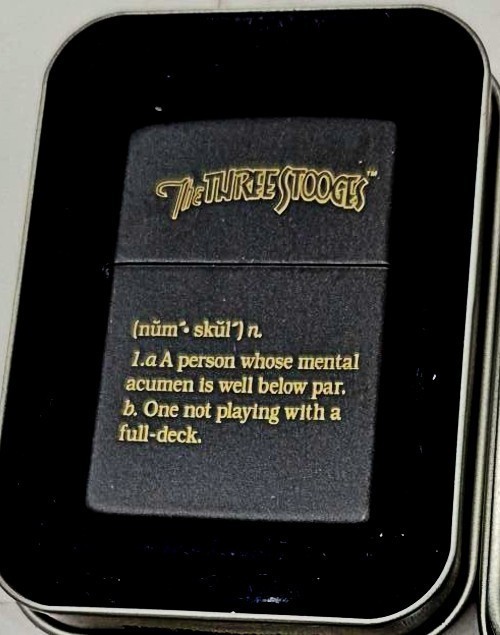 The THREE STOOGES™
(nŭm´• skŭl´) n.
1.a A person whose mental
acumen is well below par.
b. One not playing with a
full-deck.